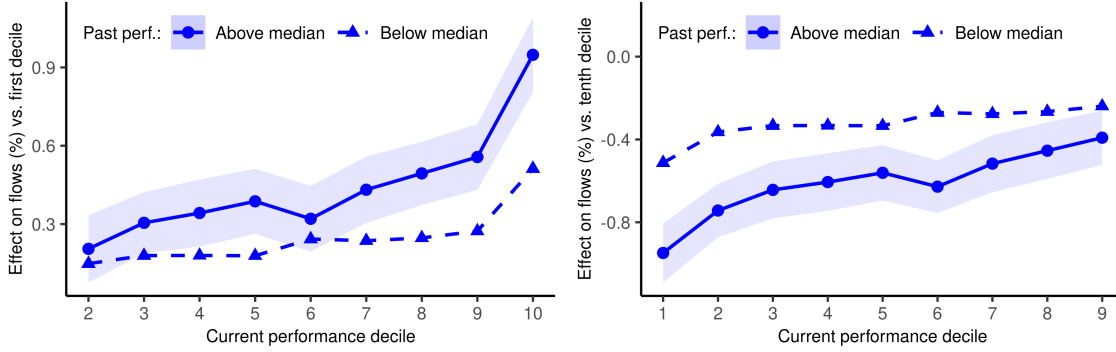 Past perf.: Above median Below median
Effect on flows (%) vs. first decile
0.9
0.6
0.3
2 3 4 5 6 7 8 9 10
Current performance decile
Past perf.: Above median Below median
Effect on flows (%) vs. tenth decile
0.0
-0.4
-0.8
1 2 3 4 5 6 7 8 9
Current performance decile